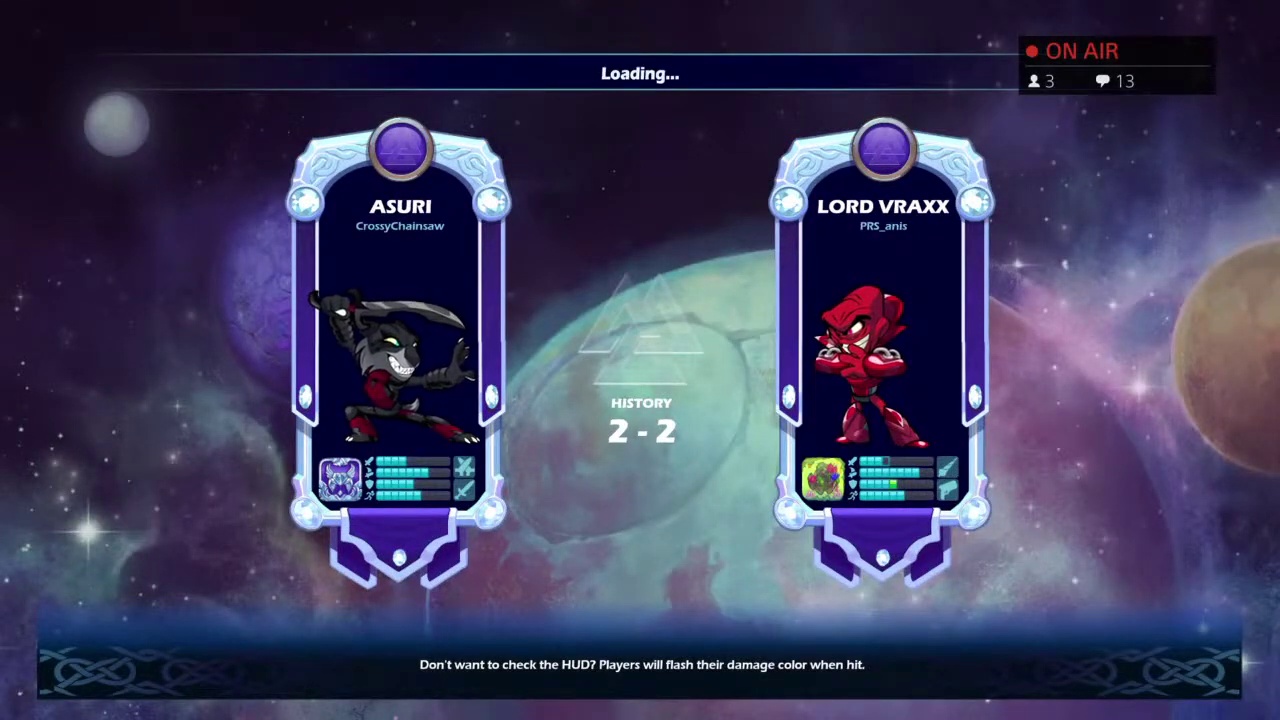 Loading...
ON AIR
3 13
ASURI
CrossyChainsaw
LORD VRAXX
PRS_anis
HISTORY
2 - 2
Don't want to check the HUD? Players will flash their damage color when hit.